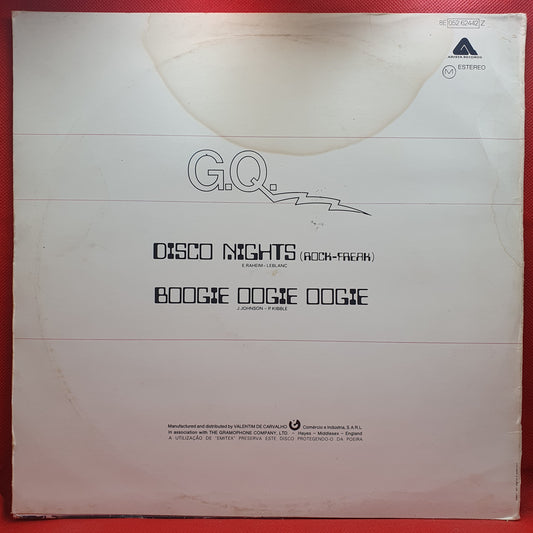 8E 052 62442 Z
ARISTA RECORDS
M ESTEREO
G.Q.
DISCO NIGHTS (ROCK-FREAK)
E.RAHEIM - LEBLANC
BOOGIE OOGIE OOGIE
J.JOHNSON - P.KIBBLE
Manufactured and distributed by VALENTIM DE CARVALHO Comércio e Indústria, S.A.R.L.
in association with THE GRAMOPHONE COMPANY, LTD. — Hayes — Middlesex — England
A UTILIZAÇÃO DE "EMITEX" PRESERVA ESTE DISCO PROTEGENDO-O DA POEIRA